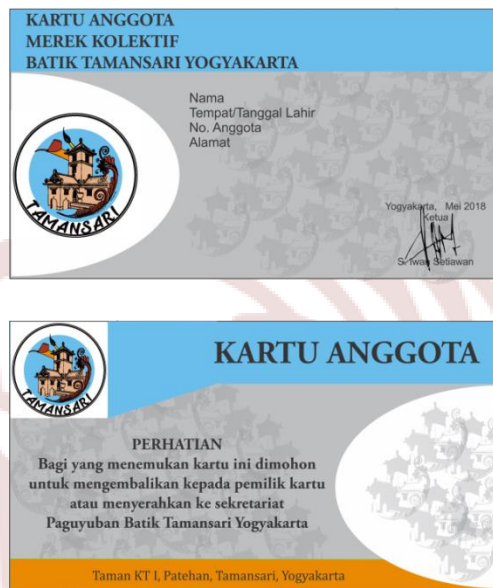 KARTU ANGGOTA
MEREK KOLEKTIF
BATIK TAMANSARI YOGYAKARTA
Nama
Tempat/Tanggal Lahir
No. Anggota
Alamat
TAMANSARI
Yogyakarta, Mei 2018
Ketua
S. Iwan Setiawan
TAMANSARI
KARTU ANGGOTA
PERHATIAN
Bagi yang menemukan kartu ini dimohon
untuk mengembalikan kepada pemilik kartu
atau menyerahkan ke sekretariat
Paguyuban Batik Tamansari Yogyakarta
Taman KT I, Patehan, Tamansari, Yogyakarta